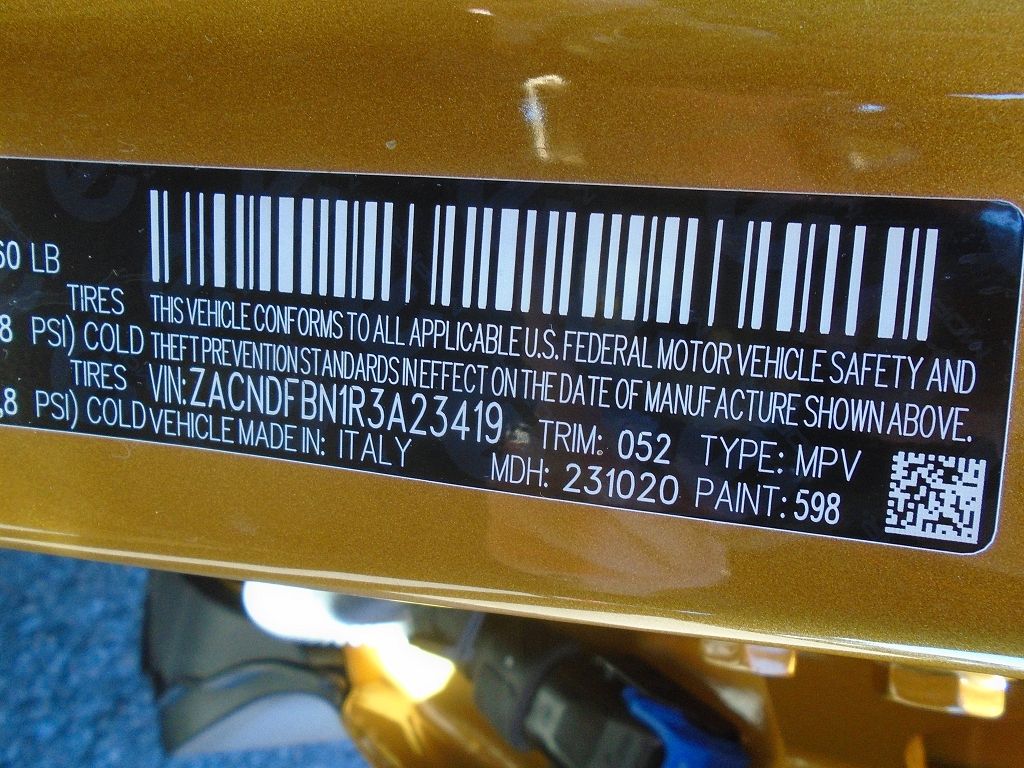 60 LB
TIRES
8 PSI) COLD
TIRES
,8 PSI) COLD
THIS VEHICLE CONFORMS TO ALL APPLICABLE U.S. FEDERAL MOTOR VEHICLE SAFETY AND
THEFT PREVENTION STANDARDS IN EFFECT ON THE DATE OF MANUFACTURE SHOWN ABOVE.
VIN:ZACNDFBN1R3A23419 TRIM: 052 TYPE: MPV
VEHICLE MADE IN: ITALY MDH: 231020 PAINT: 598